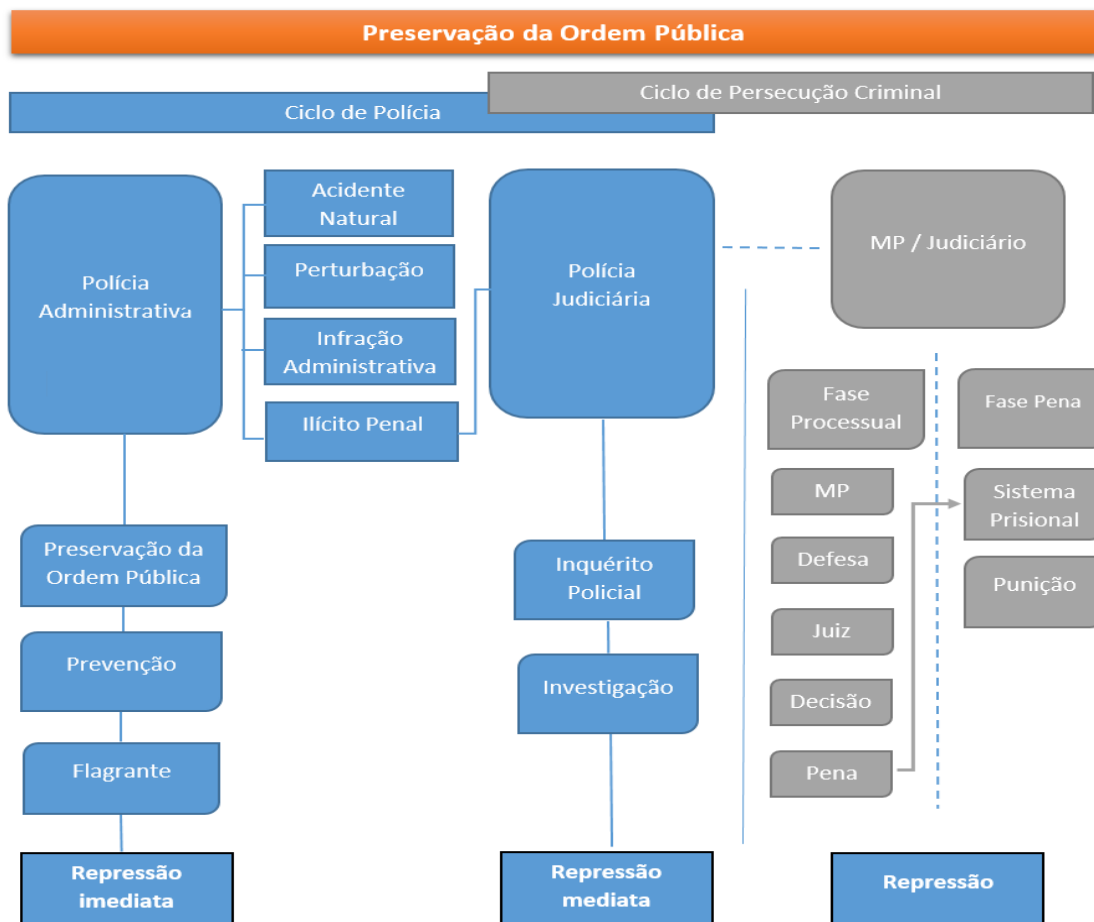 Preservação da Ordem Pública
Ciclo de Polícia
Ciclo de Persecução Criminal
Polícia
Administrativa
Acidente
Natural
Perturbação
Infração
Administrativa
Ilícito Penal
Polícia
Judiciária
MP / Judiciário
Preservação da
Ordem Pública
Prevenção
Flagrante
Repressão
imediata
Inquérito
Policial
Investigação
Repressão
mediata
Fase
Processual
MP
Defesa
Juiz
Decisão
Pena
Fase Pena
Sistema
Prisional
Punição
Repressão